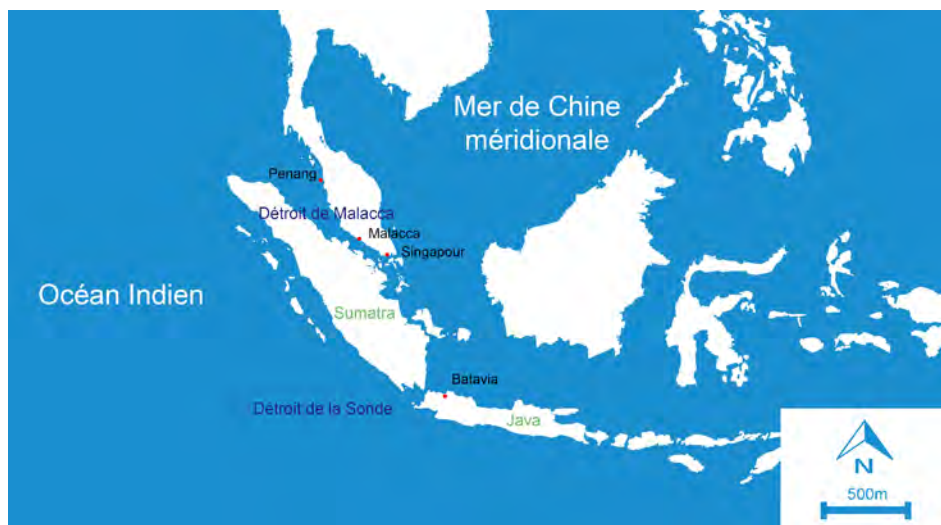 Mer de Chine
méridionale
Penang
Détroit de Malacca
Malacca
Singapour
Océan Indien
Sumatra
Batavia
Détroit de la Sonde
Java
N
500m